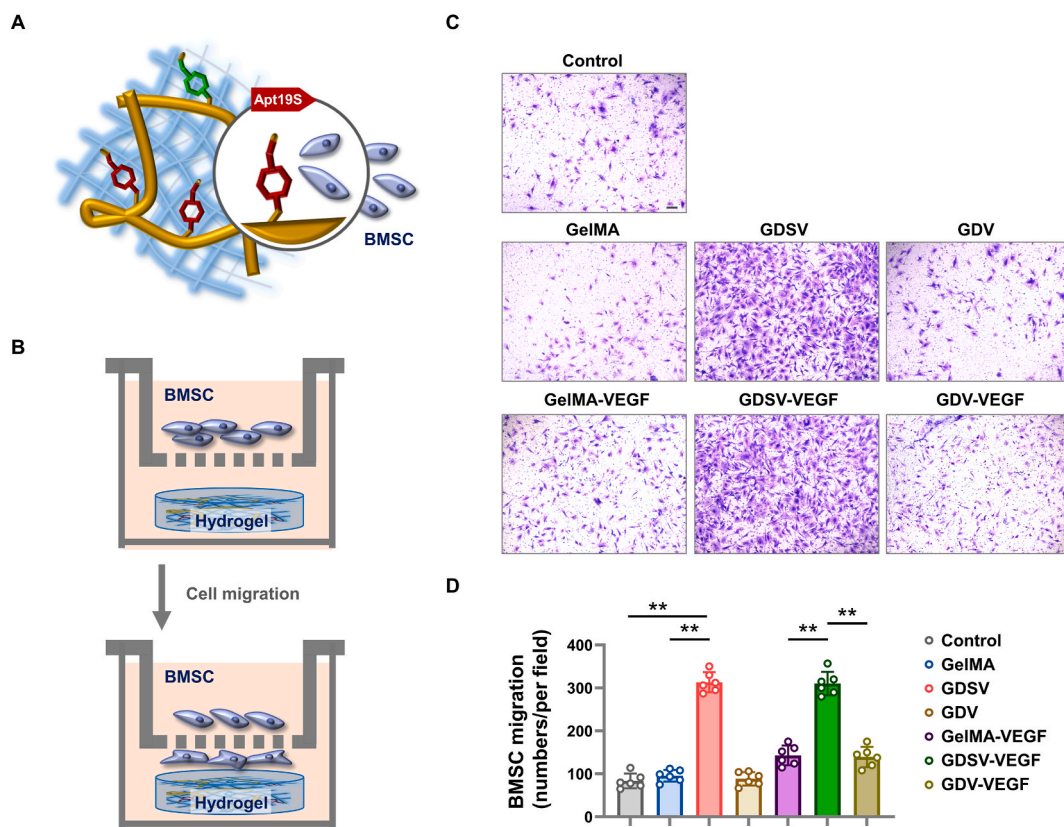 A
Apt19S
BMSC
B
BMSC
Hydrogel
Cell migration
BMSC
Hydrogel
C
Control
GelMA
GDSV
GDV
GelMA-VEGF
GDSV-VEGF
GDV-VEGF
D
BMSC migration
(numbers/per field)
400
300
200
100
0
**
**
**
**
Control
GelMA
GDSV
GDV
GelMA-VEGF
GDSV-VEGF
GDV-VEGF